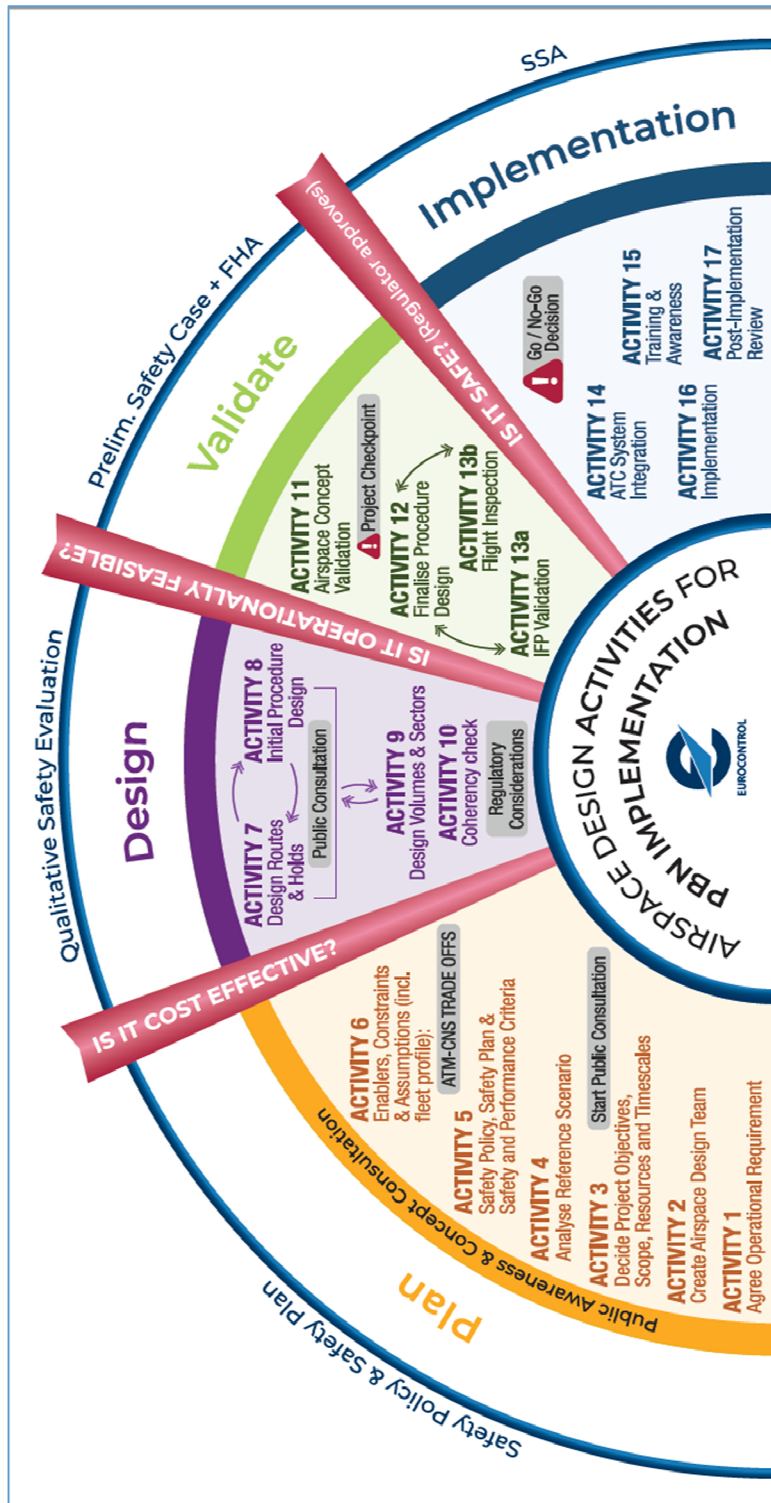 Safety Policy & Safety Plan
Qualitative Safety Evaluation
Prelim. Safety Case + FHA
SSA
Plan
Public Awareness & Concept Consultation
ACTIVITY 1
Agree Operational Requirement
ACTIVITY 2
Create Airspace Design Team
ACTIVITY 3
Decide Project Objectives,
Scope, Resources and Timescales
Start Public Consultation
ACTIVITY 4
Analyse Reference Scenario
ACTIVITY 5
Safety Policy, Safety Plan &
Safety and Performance Criteria
ATM-CNS TRADE OFFS
ACTIVITY 6
Enablers, Constraints
& Assumptions (incl.
fleet profile):
IS IT COST EFFECTIVE?
Design
ACTIVITY 7
Design Routes
& Holds
ACTIVITY 8
Initial Procedure
Design
Public Consultation
ACTIVITY 9
Design Volumes & Sectors
ACTIVITY 10
Coherency check
Regulatory
Considerations
IS IT OPERATIONALLY FEASIBLE?
Validate
ACTIVITY 11
Airspace Concept
Validation
! Project Checkpoint
ACTIVITY 12
Finalise Procedure
Design
ACTIVITY 13a
IFP Validation
ACTIVITY 13b
Flight Inspection
IS IT SAFE? (Regulator approves)
Implementation
! Go / No-Go
Decision
ACTIVITY 14
ATC System
Integration
ACTIVITY 15
Training &
Awareness
ACTIVITY 16
Implementation
ACTIVITY 17
Post-Implementation
Review
AIRSPACE DESIGN ACTIVITIES FOR
PBN IMPLEMENTATION
EUROCONTROL